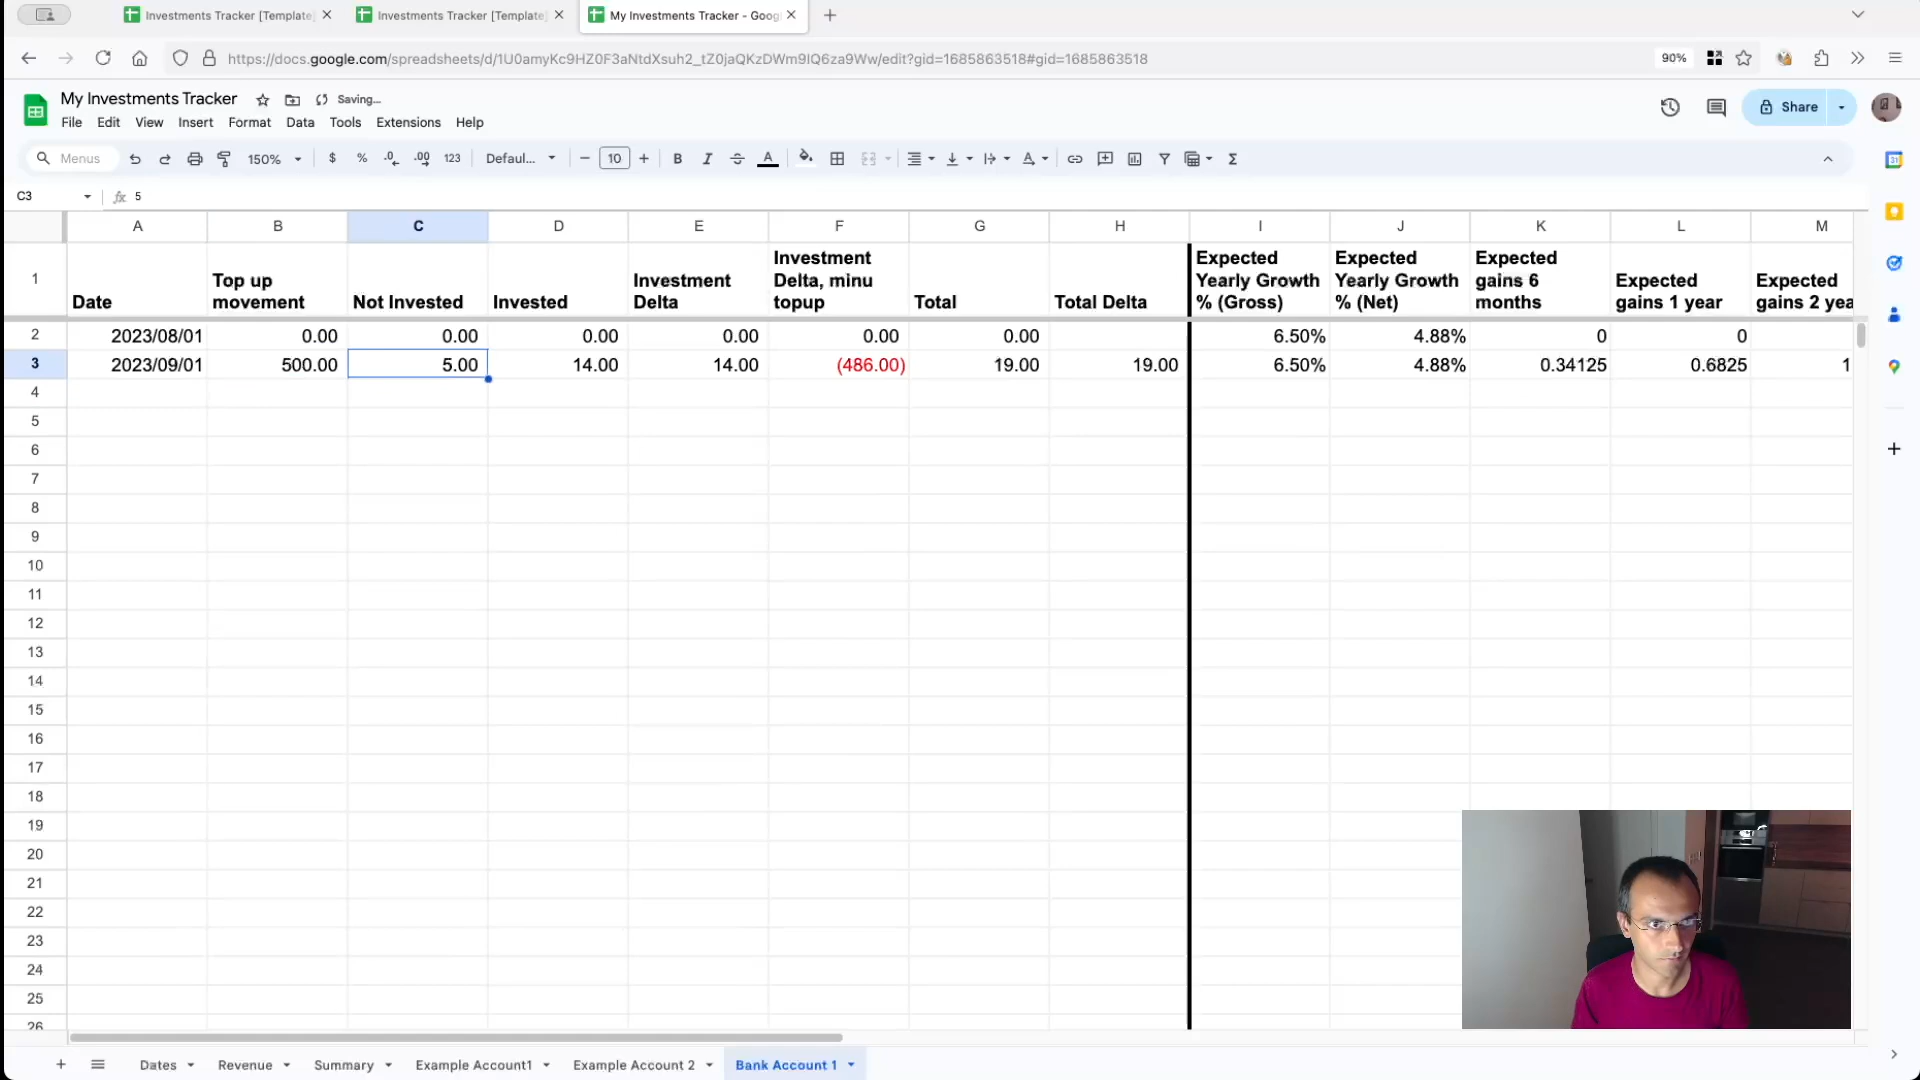 Investments Tracker [Template]
Investments Tracker [Template]
My Investments Tracker - Goog
https://docs.google.com/spreadsheets/d/1U0amyKc9HZ0F3aNtdXsuh2_tZ0jaQKzDWm9IQ6za9Ww/edit?gid=1685863518#gid=1685863518
90%
My Investments Tracker
Saving...
File Edit View Insert Format Data Tools Extensions Help
Share
Menus
150%
$ % .0 .00 123
Defaul...
10
B I A
C3
fx 5
A B C D E F G H I J K L M
1
Date
Top up
movement
Not Invested
Invested
Investment
Delta
Investment
Delta, minu
topup
Total
Total Delta
Expected
Yearly Growth
% (Gross)
Expected
Yearly Growth
% (Net)
Expected
gains 6
months
Expected
gains 1 year
Expected
gains 2 yea
2 2023/08/01 0.00 0.00 0.00 0.00 0.00 0.00 6.50% 4.88% 0 0
3 2023/09/01 500.00 5.00 14.00 14.00 (486.00) 19.00 19.00 6.50% 4.88% 0.34125 0.6825 1
4
5
6
7
8
9
10
11
12
13
14
15
16
17
18
19
20
21
22
23
24
25
26
Dates Revenue Summary Example Account1 Example Account 2 Bank Account 1
31